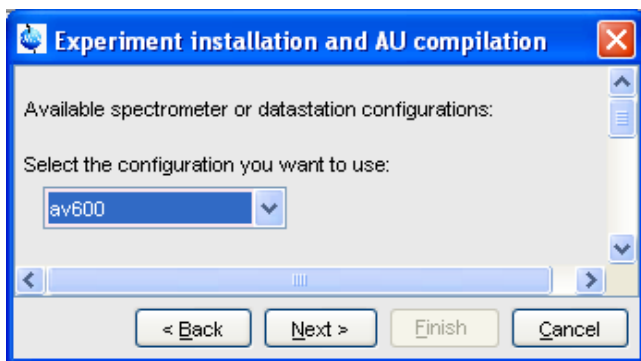 Experiment installation and AU compilation
Available spectrometer or datastation configurations:
Select the configuration you want to use:
av600
< Back Next > Finish Cancel